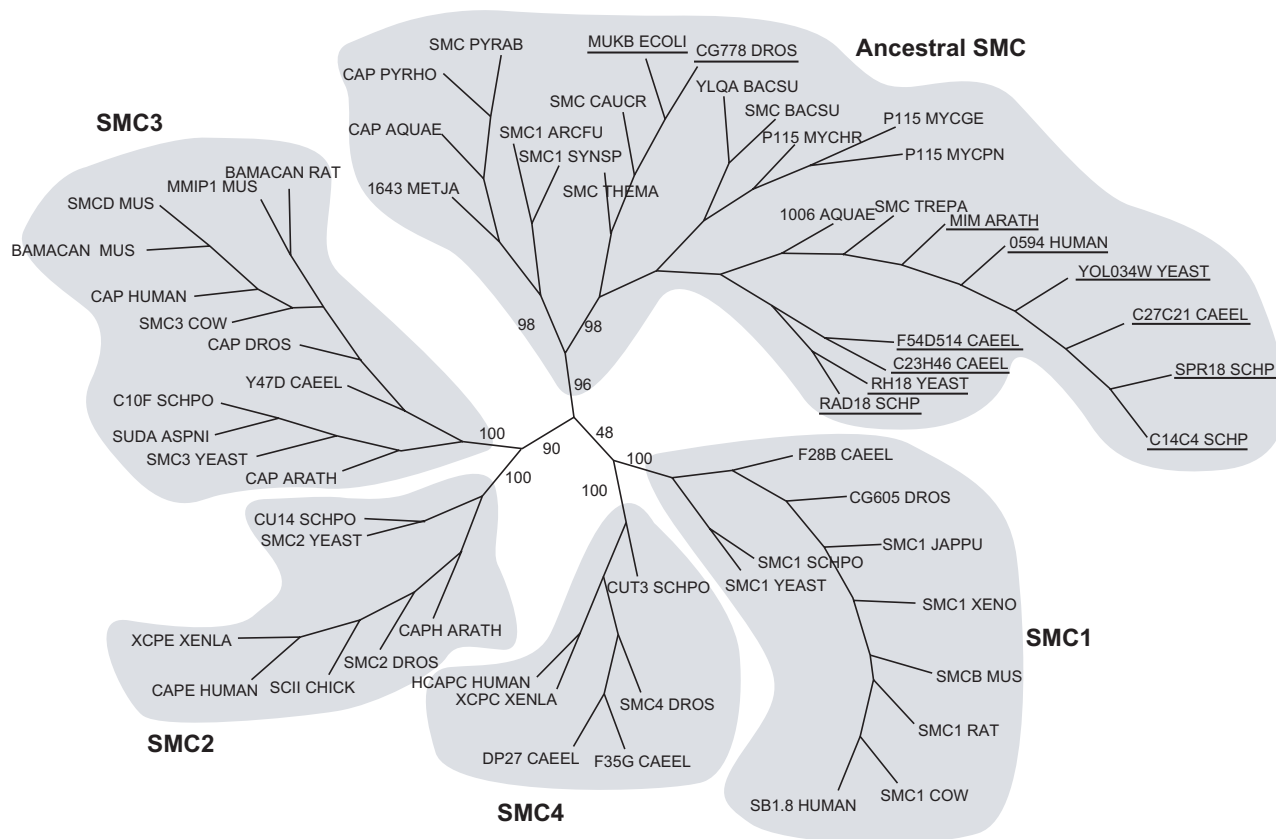 Ancestral SMC
SMC PYRAB
MUKB ECOLI
CG778 DROS
CAP PYRHO
YLQA BACSU
SMC CAUCR
SMC BACSU
P115 MYCGE
CAP AQUAE
SMC1 ARCFU
P115 MYCHR
SMC1 SYNSP
P115 MYCPN
1643 METJA
SMC THEMA
1006 AQUAE
SMC TREPA
MIM ARATH
0594 HUMAN
YOL034W YEAST
C27C21 CAEEL
F54D514 CAEEL
C23H46 CAEEL
SPR18 SCHP
RH18 YEAST
RAD18 SCHP
C14C4 SCHP
98
98
96
SMC3
BAMACAN RAT
MMIP1 MUS
SMCD MUS
BAMACAN MUS
CAP HUMAN
SMC3 COW
CAP DROS
Y47D CAEEL
C10F SCHPO
SUDA ASPNI
SMC3 YEAST
CAP ARATH
100
90
48
100
100
100
CU14 SCHPO
SMC2 YEAST
CAPH ARATH
XCPE XENLA
SMC2 DROS
CAPE HUMAN
SCII CHICK
SMC2
CUT3 SCHPO
HCAPC HUMAN
XCPC XENLA
SMC4 DROS
DP27 CAEEL
F35G CAEEL
SMC4
F28B CAEEL
CG605 DROS
SMC1 JAPPU
SMC1 SCHPO
SMC1 YEAST
SMC1 XENO
SMC1
SMCB MUS
SMC1 RAT
SMC1 COW
SB1.8 HUMAN